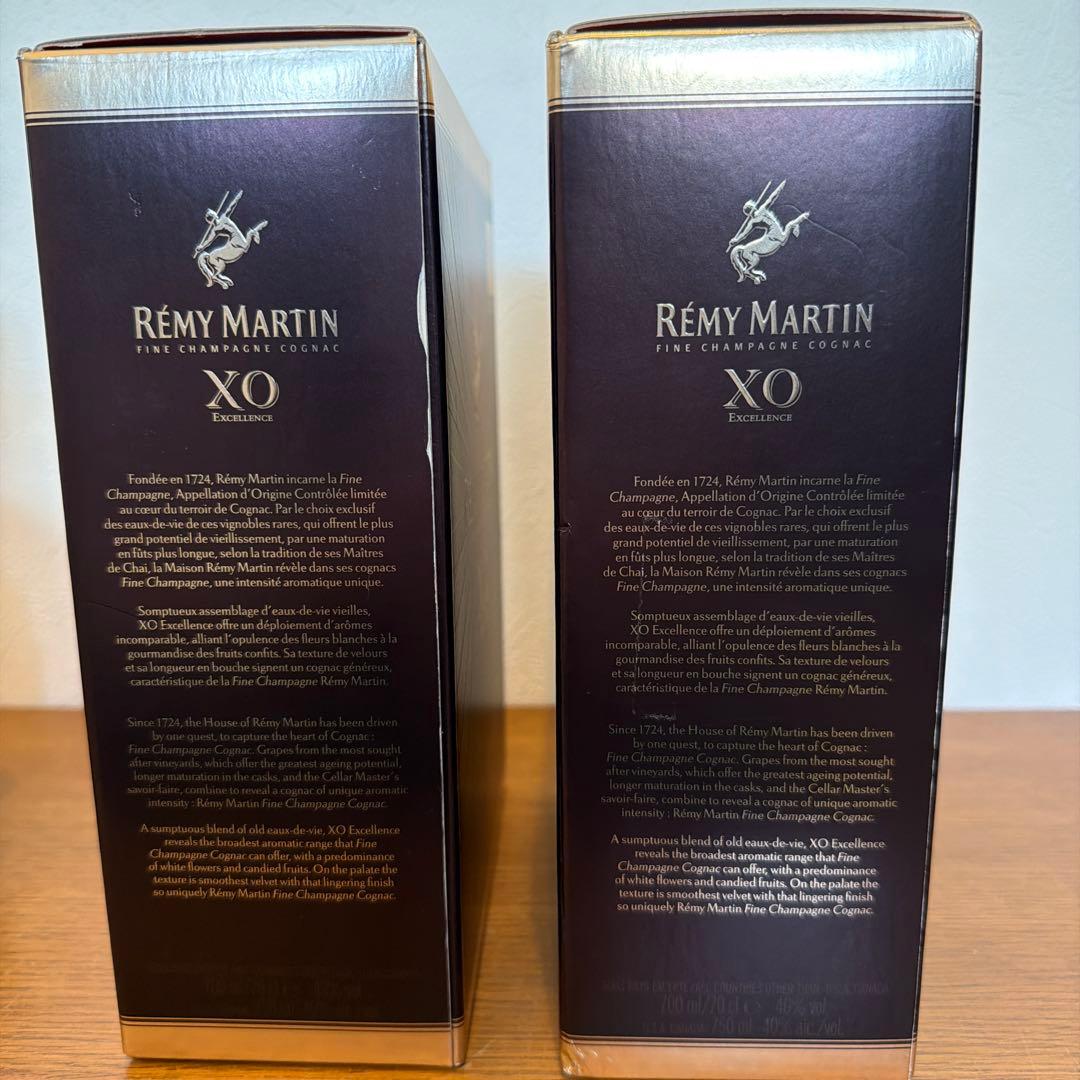 RÉMY MARTIN
FINE CHAMPAGNE COGNAC
XO
EXCELLENCE
Fondée en 1724, Rémy Martin incarne la Fine
Champagne, Appellation d'Origine Contrôlée limitée
au cœur du terroir de Cognac. Par le choix exclusif
des eaux-de-vie de ces vignobles rares, qui offrent le plus
grand potentiel de vieillissement, par une maturation
en fûts plus longue, selon la tradition de ses Maîtres
de Chai, la Maison Rémy Martin révèle dans ses cognacs
Fine Champagne, une intensité aromatique unique.
Somptueux assemblage d'eaux-de-vie vieilles,
XO Excellence offre un déploiement d'arômes
incomparable, alliant l'opulence des fleurs blanches à la
gourmandise des fruits confits. Sa texture de velours
et sa longueur en bouche signent un cognac généreux,
caractéristique de la Fine Champagne Rémy Martin.
Since 1724, the House of Rémy Martin has been driven
by one quest, to capture the heart of Cognac :
Fine Champagne Cognac. Grapes from the most sought
after vineyards, which offer the greatest ageing potential,
longer maturation in the casks, and the Cellar Master's
savoir-faire, combine to reveal a cognac of unique aromatic
intensity : Rémy Martin Fine Champagne Cognac.
A sumptuous blend of old eaux-de-vie, XO Excellence
reveals the broadest aromatic range that Fine
Champagne Cognac can offer, with a predominance
of white flowers and candied fruits. On the palate the
texture is smoothest velvet with that lingering finish
so uniquely Rémy Martin Fine Champagne Cognac.
RÉMY MARTIN
FINE CHAMPAGNE COGNAC
XO
EXCELLENCE
Fondée en 1724, Rémy Martin incarne la Fine
Champagne, Appellation d'Origine Contrôlée limitée
au cœur du terroir de Cognac. Par le choix exclusif
des eaux-de-vie de ces vignobles rares, qui offrent le plus
grand potentiel de vieillissement, par une maturation
en fûts plus longue, selon la tradition de ses Maîtres
de Chai, la Maison Rémy Martin révèle dans ses cognacs
Fine Champagne, une intensité aromatique unique.
Somptueux assemblage d'eaux-de-vie vieilles,
XO Excellence offre un déploiement d'arômes
incomparable, alliant l'opulence des fleurs blanches à la
gourmandise des fruits confits. Sa texture de velours
et sa longueur en bouche signent un cognac généreux,
caractéristique de la Fine Champagne Rémy Martin.
Since 1724, the House of Rémy Martin has been driven
by one quest, to capture the heart of Cognac :
Fine Champagne Cognac. Grapes from the most sought
after vineyards, which offer the greatest ageing potential,
longer maturation in the casks, and the Cellar Master's
savoir-faire, combine to reveal a cognac of unique aromatic
intensity : Rémy Martin Fine Champagne Cognac.
A sumptuous blend of old eaux-de-vie, XO Excellence
reveals the broadest aromatic range that Fine
Champagne Cognac can offer, with a predominance
of white flowers and candied fruits. On the palate the
texture is smoothest velvet with that lingering finish
so uniquely Rémy Martin Fine Champagne Cognac.
COUNTRIES OTHER THAN
700 ml/70 cl e 40% vol
750 ml 40% alc./vol.